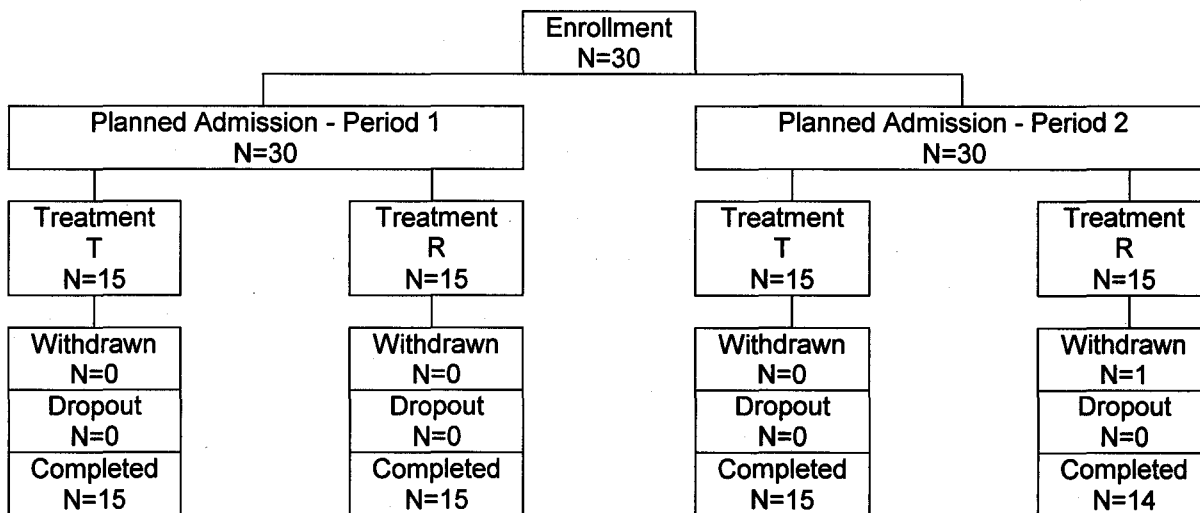 Enrollment
N=30
Planned Admission - Period 1
N=30
Planned Admission - Period 2
N=30
Treatment
T
N=15
Treatment
R
N=15
Treatment
T
N=15
Treatment
R
N=15
Withdrawn
N=0
Dropout
N=0
Completed
N=15
Withdrawn
N=0
Dropout
N=0
Completed
N=15
Withdrawn
N=0
Dropout
N=0
Completed
N=15
Withdrawn
N=1
Dropout
N=0
Completed
N=14